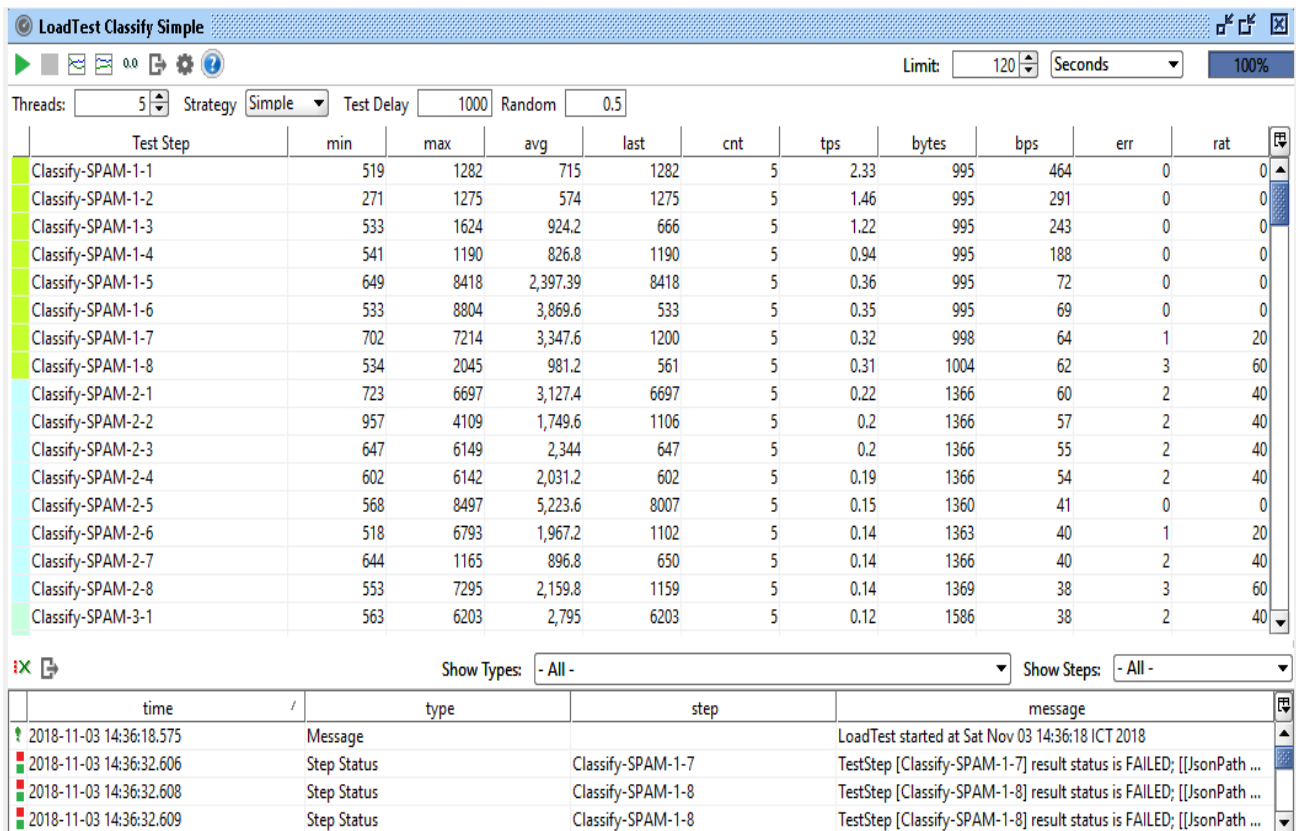 LoadTest Classify Simple
0.0 ? Limit: 120 Seconds 100%
Threads: 5 Strategy Simple Test Delay 1000 Random 0.5
Test Step min max avg last cnt tps bytes bps err rat
Classify-SPAM-1-1 519 1282 715 1282 5 2.33 995 464 0 0
Classify-SPAM-1-2 271 1275 574 1275 5 1.46 995 291 0 0
Classify-SPAM-1-3 533 1624 924.2 666 5 1.22 995 243 0 0
Classify-SPAM-1-4 541 1190 826.8 1190 5 0.94 995 188 0 0
Classify-SPAM-1-5 649 8418 2,397.39 8418 5 0.36 995 72 0 0
Classify-SPAM-1-6 533 8804 3,869.6 533 5 0.35 995 69 0 0
Classify-SPAM-1-7 702 7214 3,347.6 1200 5 0.32 998 64 1 20
Classify-SPAM-1-8 534 2045 981.2 561 5 0.31 1004 62 3 60
Classify-SPAM-2-1 723 6697 3,127.4 6697 5 0.22 1366 60 2 40
Classify-SPAM-2-2 957 4109 1,749.6 1106 5 0.2 1366 57 2 40
Classify-SPAM-2-3 647 6149 2,344 647 5 0.2 1366 55 2 40
Classify-SPAM-2-4 602 6142 2,031.2 602 5 0.19 1366 54 2 40
Classify-SPAM-2-5 568 8497 5,223.6 8007 5 0.15 1360 41 0 0
Classify-SPAM-2-6 518 6793 1,967.2 1102 5 0.14 1363 40 1 20
Classify-SPAM-2-7 644 1165 896.8 650 5 0.14 1366 40 2 40
Classify-SPAM-2-8 553 7295 2,159.8 1159 5 0.14 1369 38 3 60
Classify-SPAM-3-1 563 6203 2,795 6203 5 0.12 1586 38 2 40
Show Types: - All - Show Steps: - All -
time type step message
2018-11-03 14:36:18.575 Message LoadTest started at Sat Nov 03 14:36:18 ICT 2018
2018-11-03 14:36:32.606 Step Status Classify-SPAM-1-7 TestStep [Classify-SPAM-1-7] result status is FAILED; [[JsonPath ...
2018-11-03 14:36:32.608 Step Status Classify-SPAM-1-8 TestStep [Classify-SPAM-1-8] result status is FAILED; [[JsonPath ...
2018-11-03 14:36:32.609 Step Status Classify-SPAM-1-8 TestStep [Classify-SPAM-1-8] result status is FAILED; [[JsonPath ...